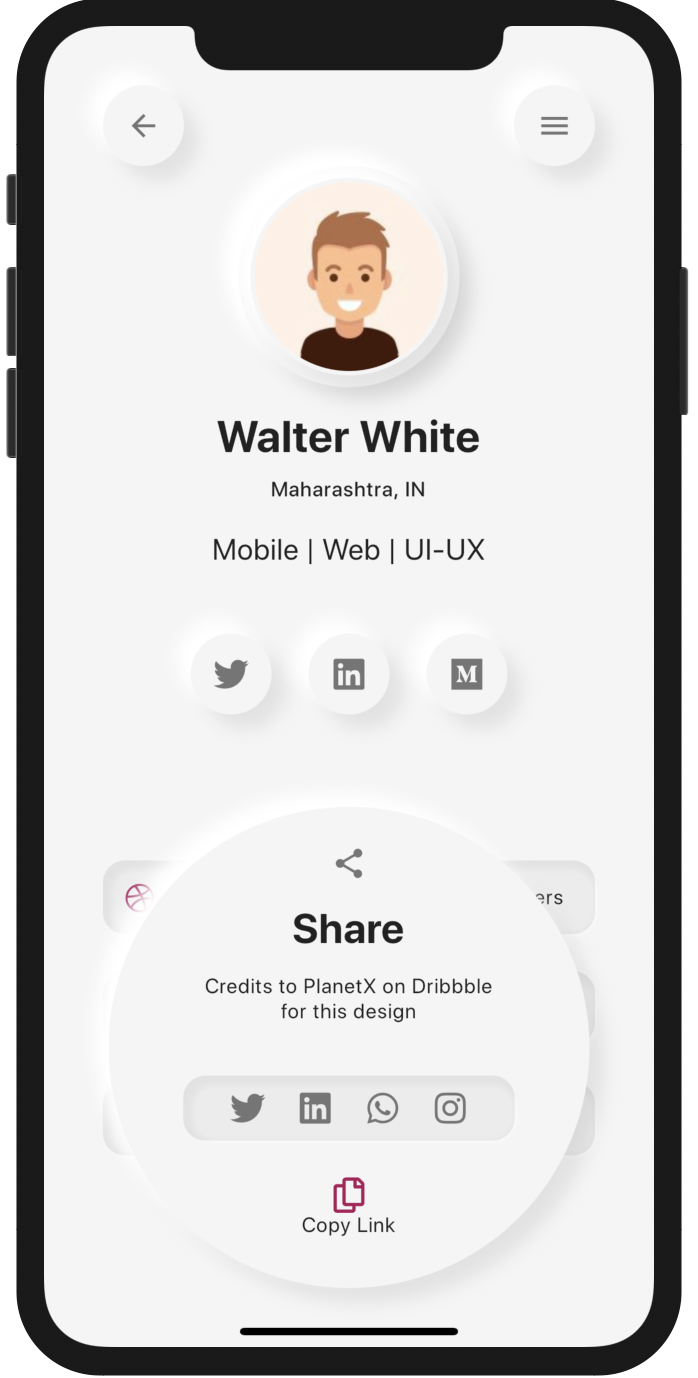 Walter White
Maharashtra, IN
Mobile | Web | UI-UX
Share
Credits to PlanetX on Dribbble
for this design
Copy Link